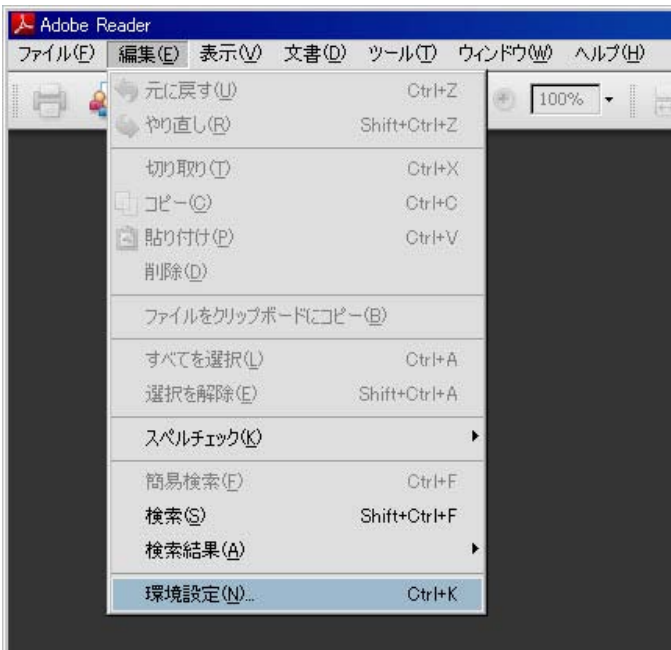 Adobe Reader
ファイル(F) 編集(E) 表示(V) 文書(D) ツール(T) ウィンドウ(W) ヘルプ(H)
100%
元に戻す(U) Ctrl+Z
やり直し(R) Shift+Ctrl+Z
切り取り(T) Ctrl+X
コピー(C) Ctrl+C
貼り付け(P) Ctrl+V
削除(D)
ファイルをクリップボードにコピー(B)
すべてを選択(L) Ctrl+A
選択を解除(E) Shift+Ctrl+A
スペルチェック(K)
簡易検索(F) Ctrl+F
検索(S) Shift+Ctrl+F
検索結果(A)
環境設定(N)... Ctrl+K